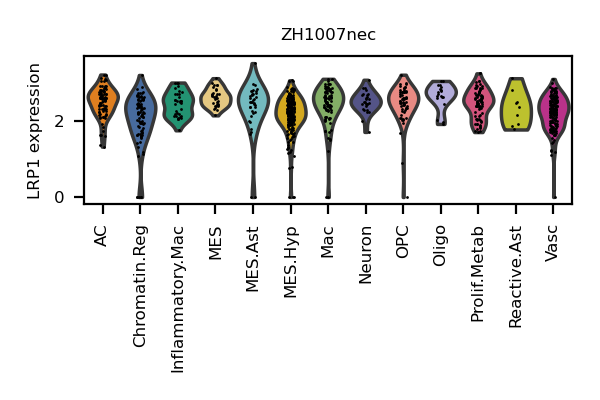 ZH1007nec
LRP1 expression
2
0
AC
Chromatin.Reg
Inflammatory.Mac
MES
MES.Ast
MES.Hyp
Mac
Neuron
OPC
Oligo
Prolif.Metab
Reactive.Ast
Vasc